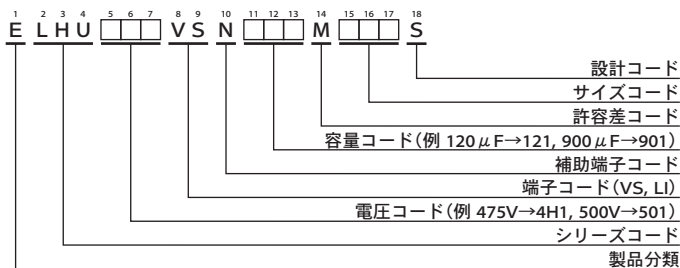 1 2 3 4 5 6 7 8 9 10 11 12 13 14 15 16 17 18
E L H U □□□ V S N □□□ M □□□ S
設計コード
サイズコード
許容差コード
容量コード(例 120μF→121, 900μF→901)
補助端子コード
端子コード(VS, LI)
電圧コード(例 475V→4H1, 500V→501)
シリーズコード
製品分類